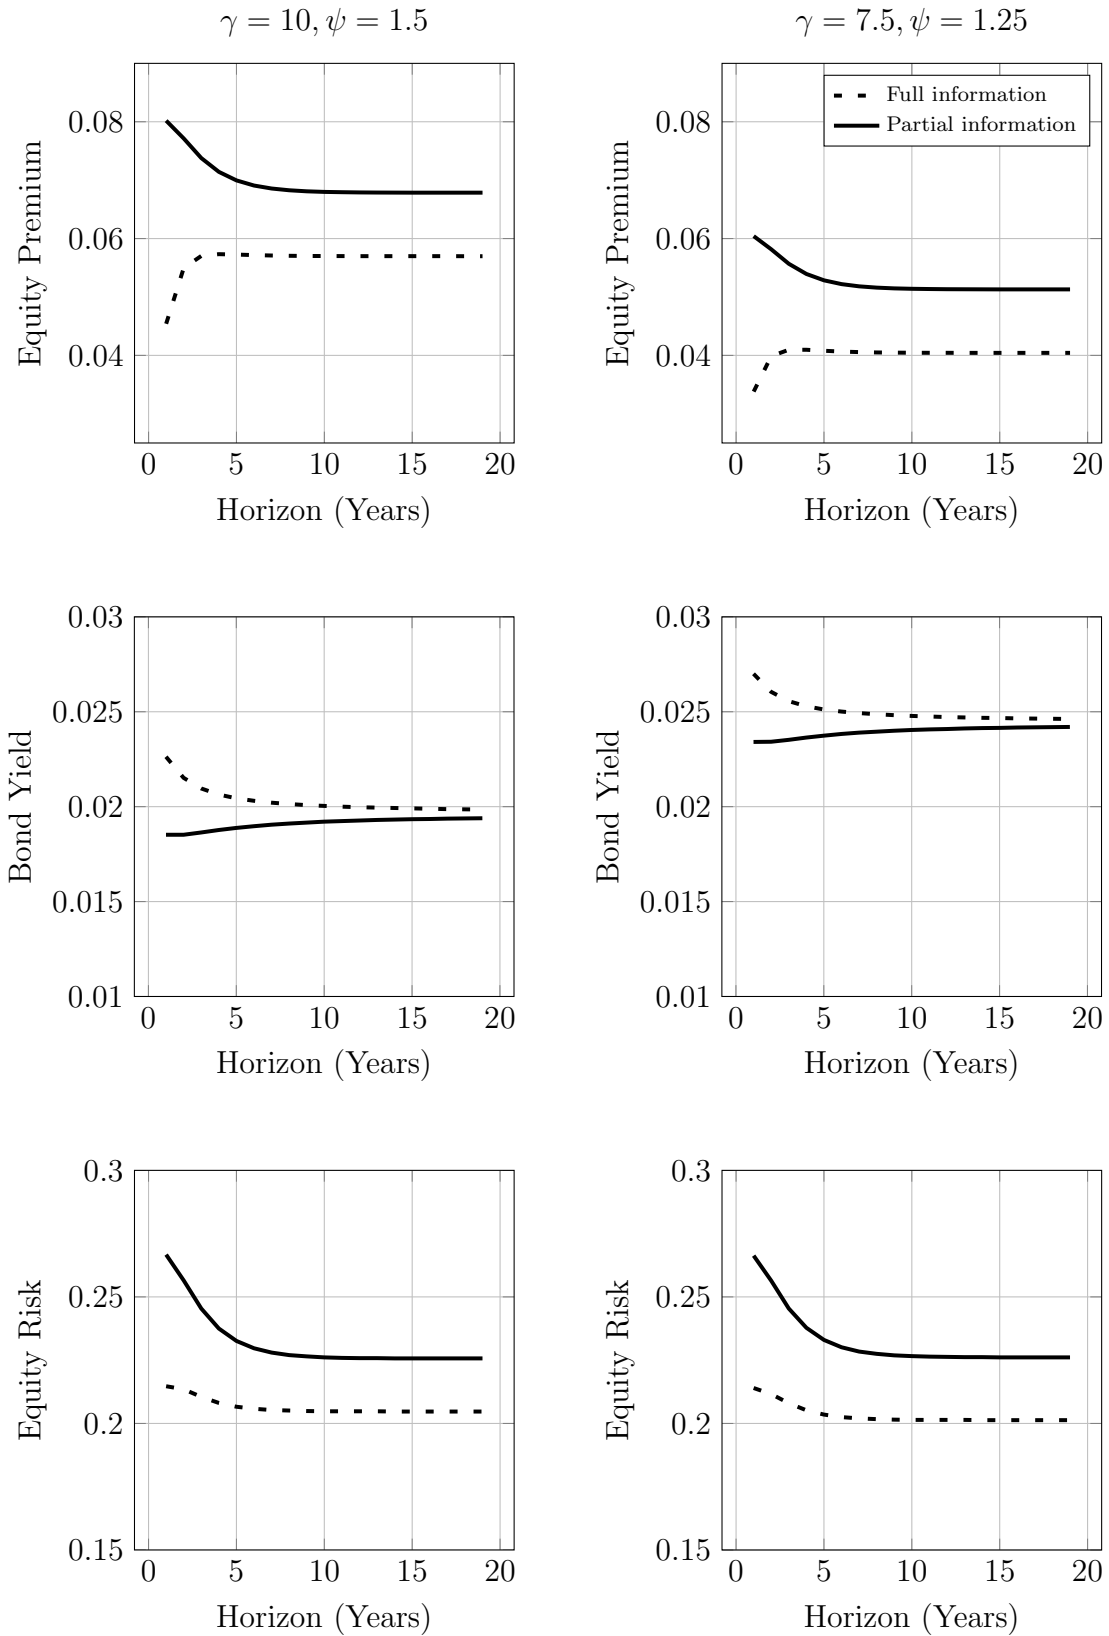 γ = 10, ψ = 1.5
γ = 7.5, ψ = 1.25
Equity Premium
0.08
0.06
0.04
0 5 10 15 20
Horizon (Years)
Full information
Partial information
Equity Premium
0.08
0.06
0.04
0 5 10 15 20
Horizon (Years)
Bond Yield
0.03
0.025
0.02
0.015
0.01
0 5 10 15 20
Horizon (Years)
Bond Yield
0.03
0.025
0.02
0.015
0.01
0 5 10 15 20
Horizon (Years)
Equity Risk
0.3
0.25
0.2
0.15
0 5 10 15 20
Horizon (Years)
Equity Risk
0.3
0.25
0.2
0.15
0 5 10 15 20
Horizon (Years)